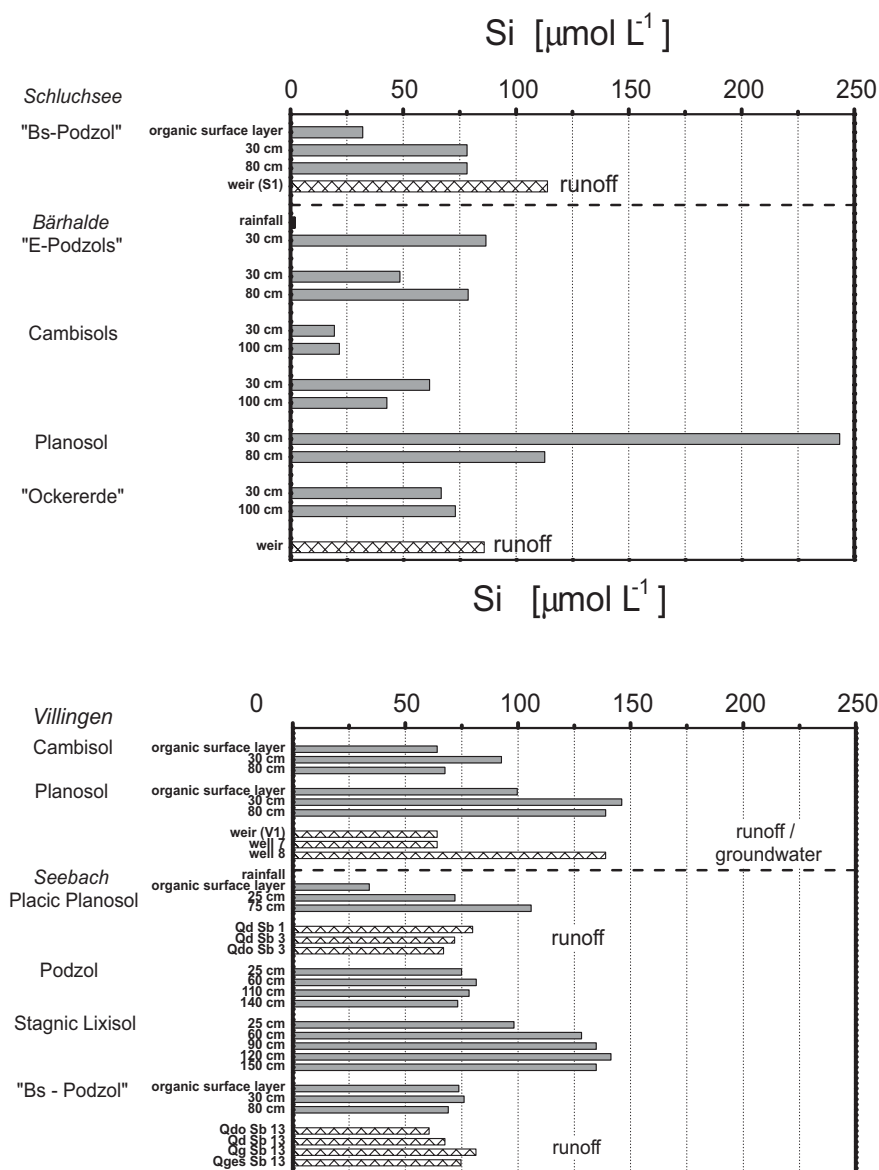 Si [μmol L-1]
0 50 100 150 200 250
Schluchsee
"Bs-Podzol"
organic surface layer
30 cm
80 cm
weir (S1)
runoff
Bärhalde
rainfall
"E-Podzols"
30 cm
30 cm
80 cm
Cambisols
30 cm
100 cm
30 cm
100 cm
Planosol
30 cm
80 cm
"Ockererde"
30 cm
100 cm
weir
runoff
Si [μmol L-1]
0 50 100 150 200 250
Villingen
Cambisol
organic surface layer
30 cm
80 cm
Planosol
organic surface layer
30 cm
80 cm
weir (V1)
well 7
well 8
runoff /
groundwater
Seebach
rainfall
Placic Planosol
organic surface layer
25 cm
75 cm
Qd Sb 1
Qd Sb 3
Qdo Sb 3
runoff
Podzol
25 cm
60 cm
110 cm
140 cm
Stagnic Lixisol
25 cm
60 cm
90 cm
120 cm
150 cm
"Bs - Podzol"
organic surface layer
30 cm
80 cm
Qdo Sb 13
Qd Sb 13
Qg Sb 13
Qges Sb 13
runoff